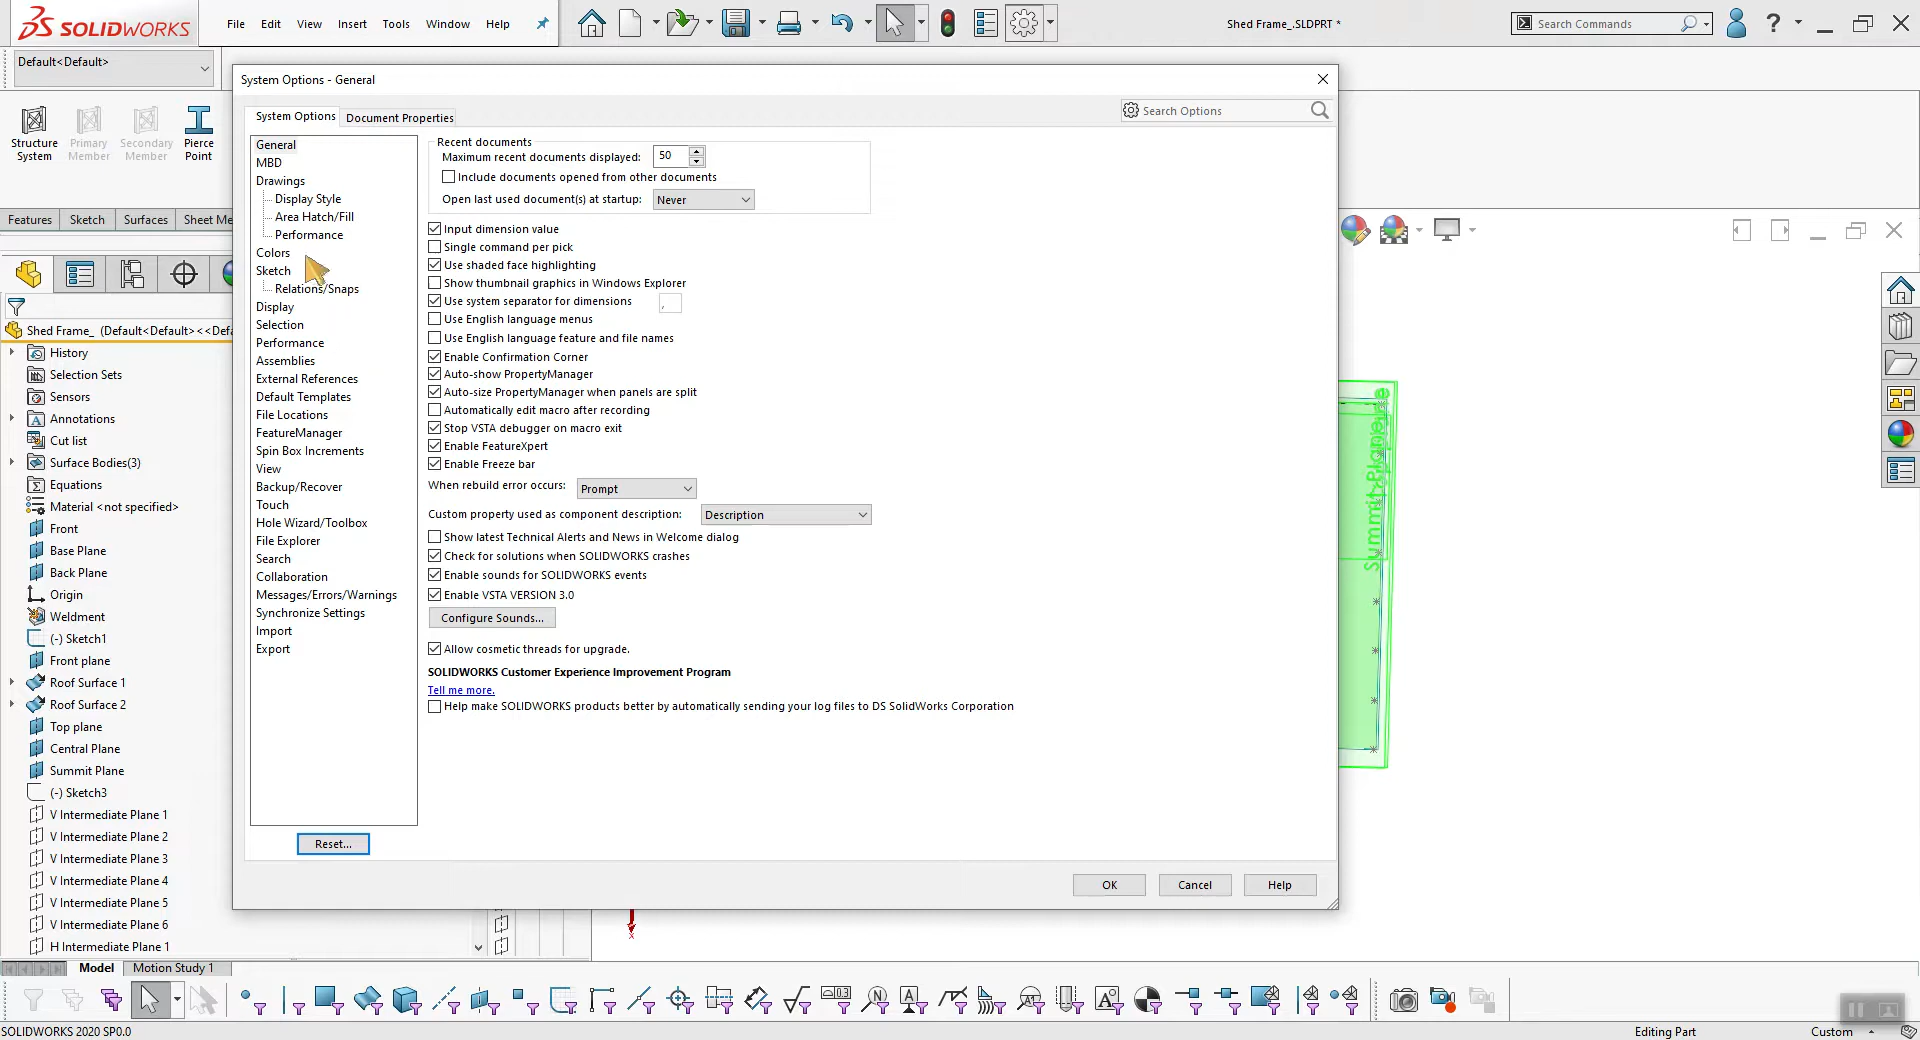 SOLIDWORKS
File Edit View Insert Tools Window Help
Shed Frame_.SLDPRT *
Search Commands
?
Default<Default>
System Options - General
System Options
Document Properties
Search Options
Structure System
Primary Member
Secondary Member
Pierce Point
Features Sketch Surfaces Sheet Me
Shed Frame_ (Default<Default><<Def
History
Selection Sets
Sensors
Annotations
Cut list
Surface Bodies(3)
Equations
Material <not specified>
Front
Base Plane
Back Plane
Origin
Weldment
(-) Sketch1
Front plane
Roof Surface 1
Roof Surface 2
Top plane
Central Plane
Summit Plane
(-) Sketch3
V Intermediate Plane 1
V Intermediate Plane 2
V Intermediate Plane 3
V Intermediate Plane 4
V Intermediate Plane 5
V Intermediate Plane 6
H Intermediate Plane 1
General
MBD
Drawings
Display Style
Area Hatch/Fill
Performance
Colors
Sketch
Relations/Snaps
Display
Selection
Performance
Assemblies
External References
Default Templates
File Locations
FeatureManager
Spin Box Increments
View
Backup/Recover
Touch
Hole Wizard/Toolbox
File Explorer
Search
Collaboration
Messages/Errors/Warnings
Synchronize Settings
Import
Export
Reset...
Recent documents
Maximum recent documents displayed: 50
Include documents opened from other documents
Open last used document(s) at startup: Never
Input dimension value
Single command per pick
Use shaded face highlighting
Show thumbnail graphics in Windows Explorer
Use system separator for dimensions ,
Use English language menus
Use English language feature and file names
Enable Confirmation Corner
Auto-show PropertyManager
Auto-size PropertyManager when panels are split
Automatically edit macro after recording
Stop VSTA debugger on macro exit
Enable FeatureXpert
Enable Freeze bar
When rebuild error occurs: Prompt
Custom property used as component description: Description
Show latest Technical Alerts and News in Welcome dialog
Check for solutions when SOLIDWORKS crashes
Enable sounds for SOLIDWORKS events
Enable VSTA VERSION 3.0
Configure Sounds...
Allow cosmetic threads for upgrade.
SOLIDWORKS Customer Experience Improvement Program
Tell me more.
Help make SOLIDWORKS products better by automatically sending your log files to DS SolidWorks Corporation
OK Cancel Help
Model Motion Study 1
SOLIDWORKS 2020 SP0.0
Editing Part
Custom